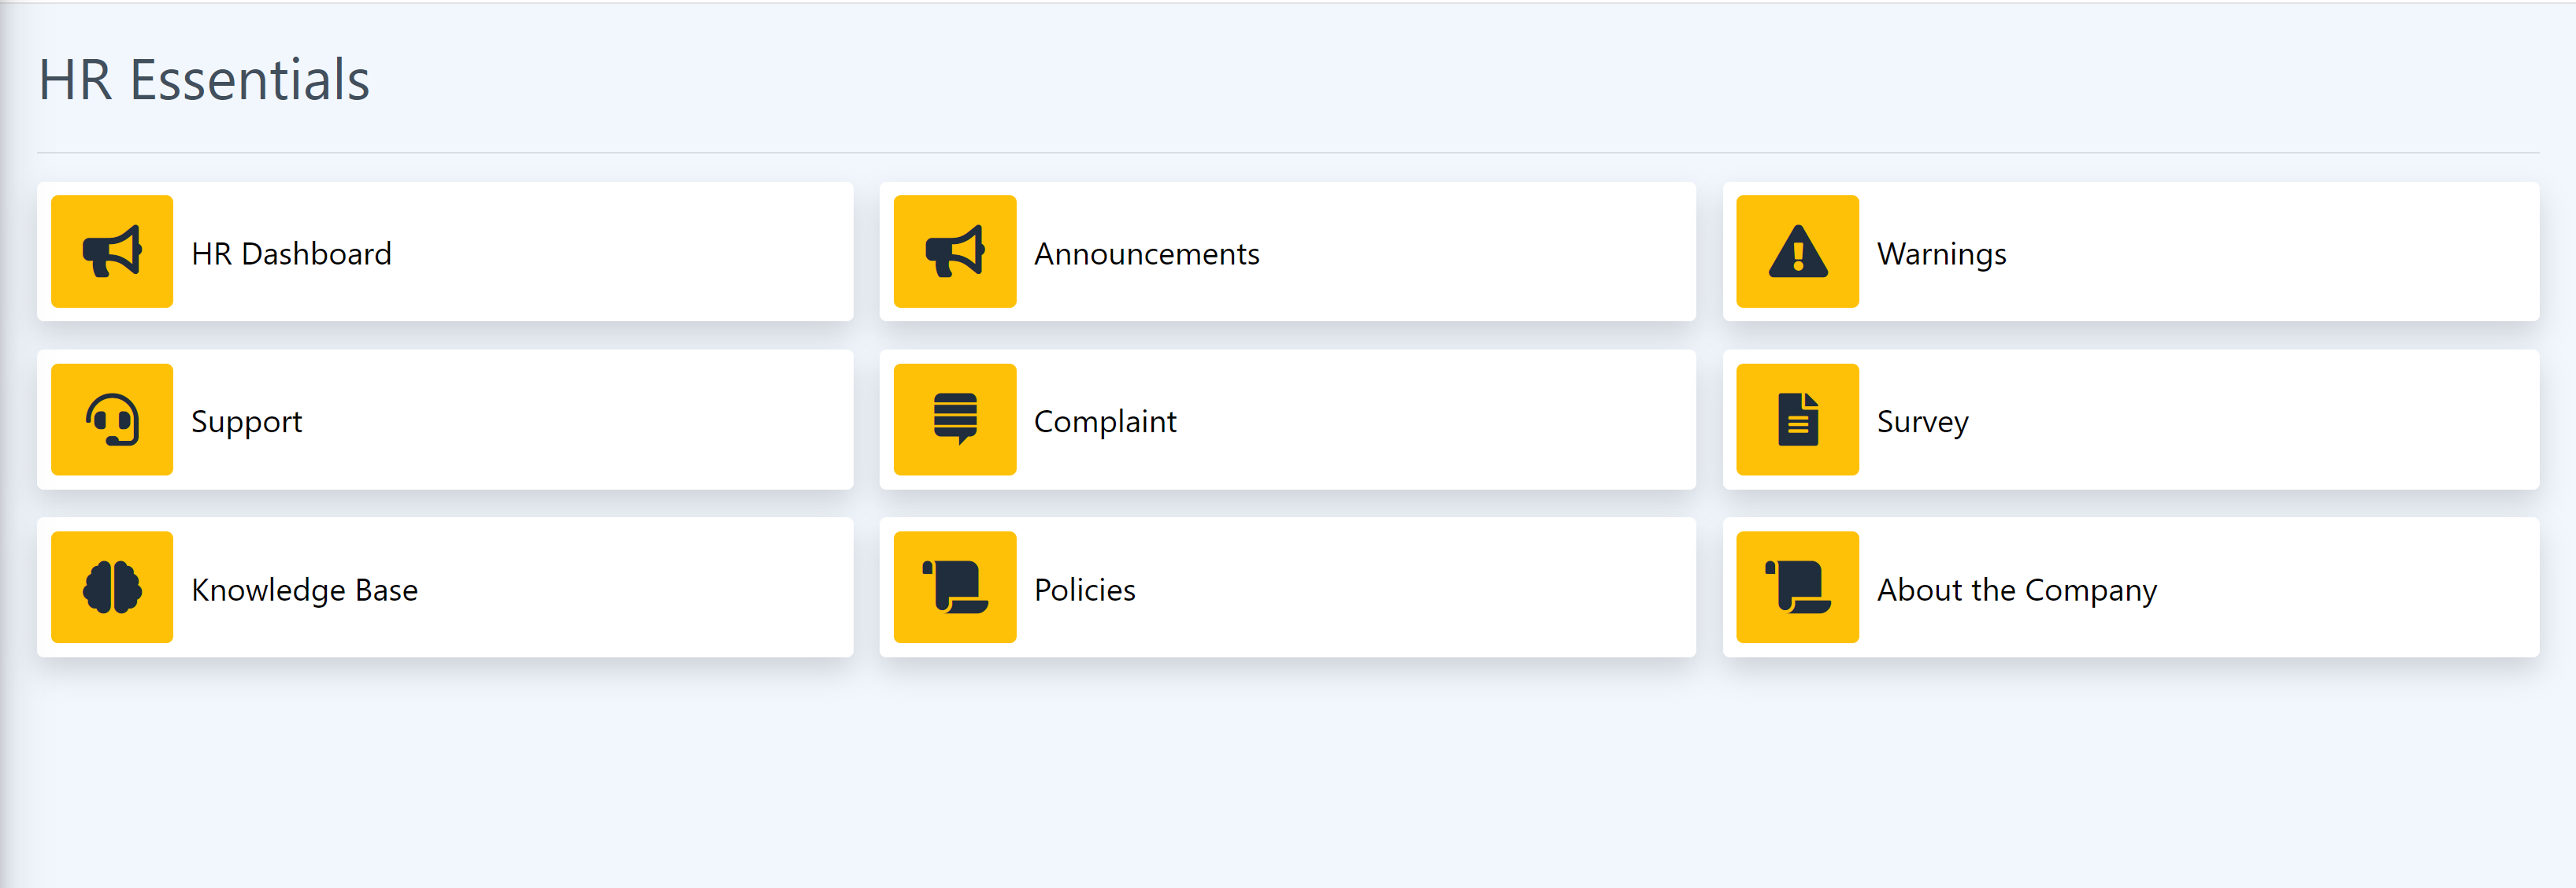 HR Essentials
HR Dashboard
Announcements
Warnings
Support
Complaint
Survey
Knowledge Base
Policies
About the Company